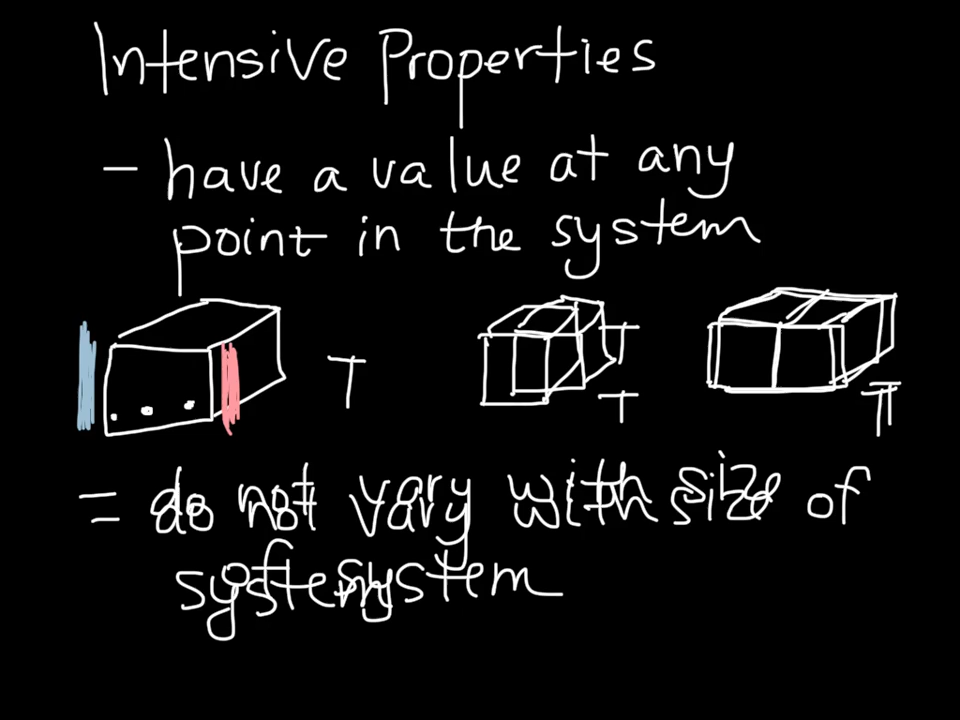 Intensive Properties
- have a value at any
point in the system
T T T T T
- do not vary with size of
system